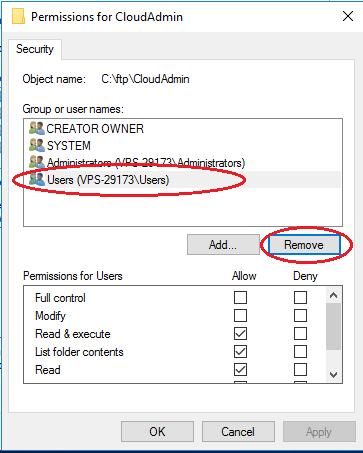 Permissions for CloudAdmin
Security
Object name: C:\ftp\CloudAdmin
Group or user names:
CREATOR OWNER
SYSTEM
Administrators (VPS-29173\Administrators)
Users (VPS-29173\Users)
Add... Remove
Permissions for Users Allow Deny
Full control
Modify
Read & execute
List folder contents
Read
OK Cancel Apply